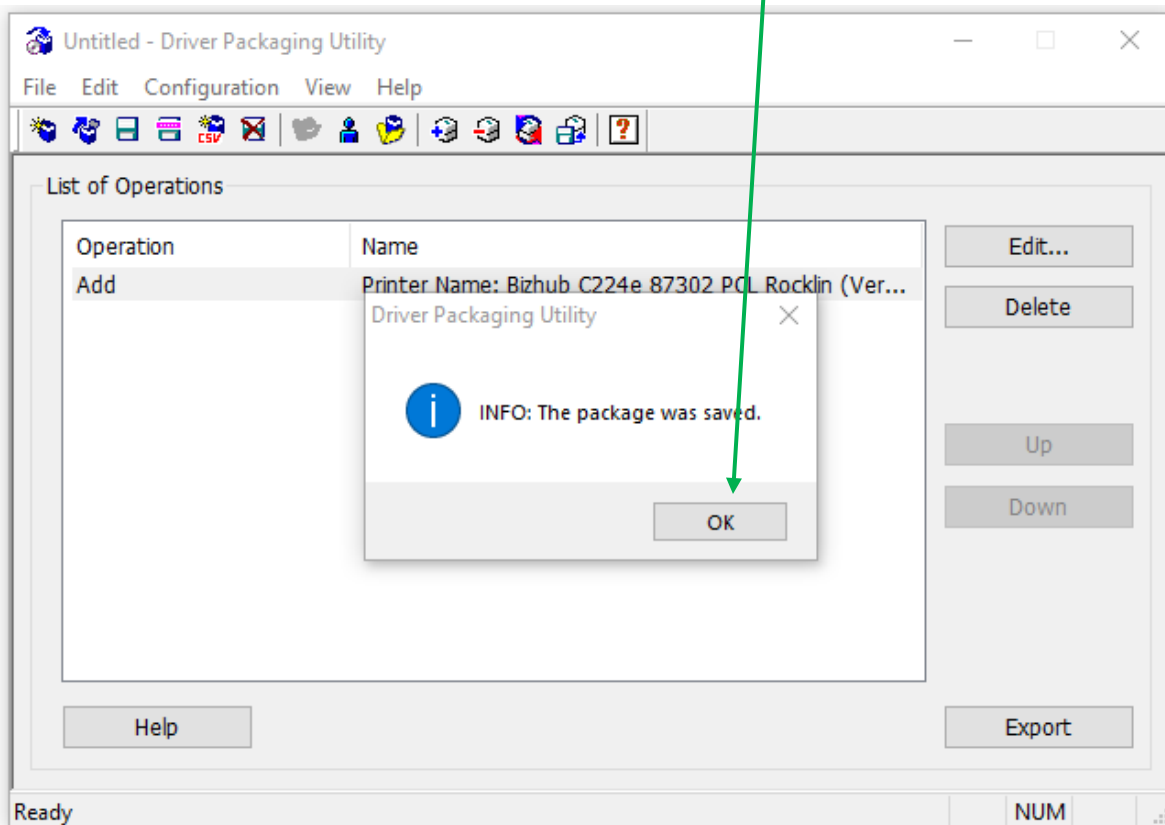 Untitled - Driver Packaging Utility
File Edit Configuration View Help
CSV
?
List of Operations
Operation Name
Add Printer Name: Bizhub C224e 87302 PCL Rocklin (Ver...
Edit...
Delete
Driver Packaging Utility
i
INFO: The package was saved.
OK
Up
Down
Help
Export
Ready
NUM